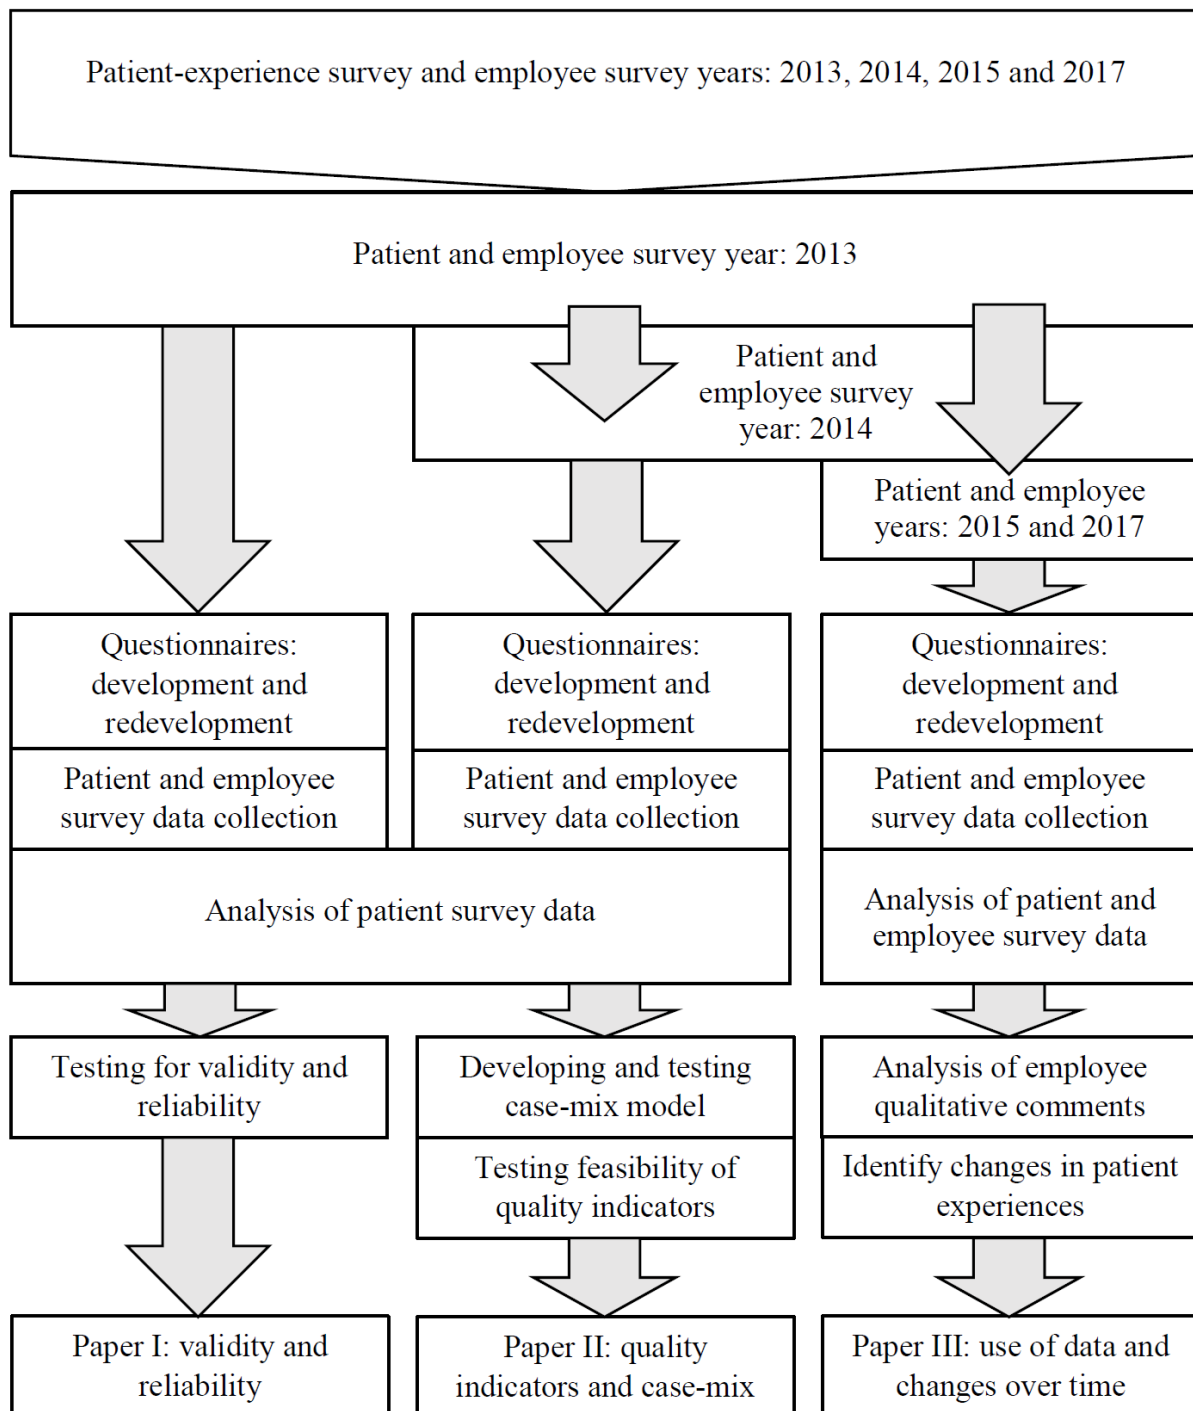 Patient-experience survey and employee survey years: 2013, 2014, 2015 and 2017
Patient and employee survey year: 2013
Patient and
employee survey
year: 2014
Patient and employee
years: 2015 and 2017
Questionnaires:
development and
redevelopment
Questionnaires:
development and
redevelopment
Questionnaires:
development and
redevelopment
Patient and employee
survey data collection
Patient and employee
survey data collection
Patient and employee
survey data collection
Analysis of patient survey data
Analysis of patient and
employee survey data
Testing for validity and
reliability
Developing and testing
case-mix model
Analysis of employee
qualitative comments
Testing feasibility of
quality indicators
Identify changes in patient
experiences
Paper I: validity and
reliability
Paper II: quality
indicators and case-mix
Paper III: use of data and
changes over time